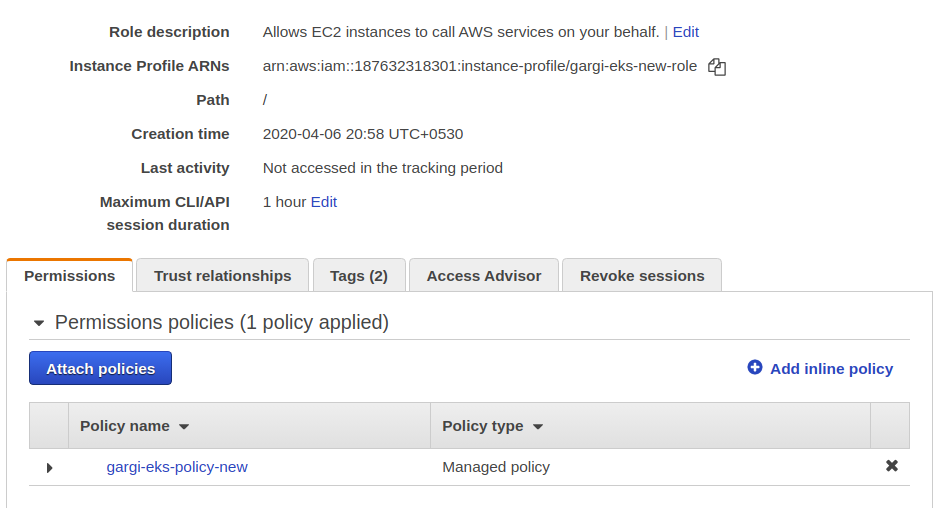 Role description Allows EC2 instances to call AWS services on your behalf. | Edit
Instance Profile ARNs arn:aws:iam::187632318301:instance-profile/gargi-eks-new-role
Path /
Creation time 2020-04-06 20:58 UTC+0530
Last activity Not accessed in the tracking period
Maximum CLI/API 1 hour Edit
session duration
Permissions Trust relationships Tags (2) Access Advisor Revoke sessions
Permissions policies (1 policy applied)
Attach policies Add inline policy
Policy name Policy type
gargi-eks-policy-new Managed policy